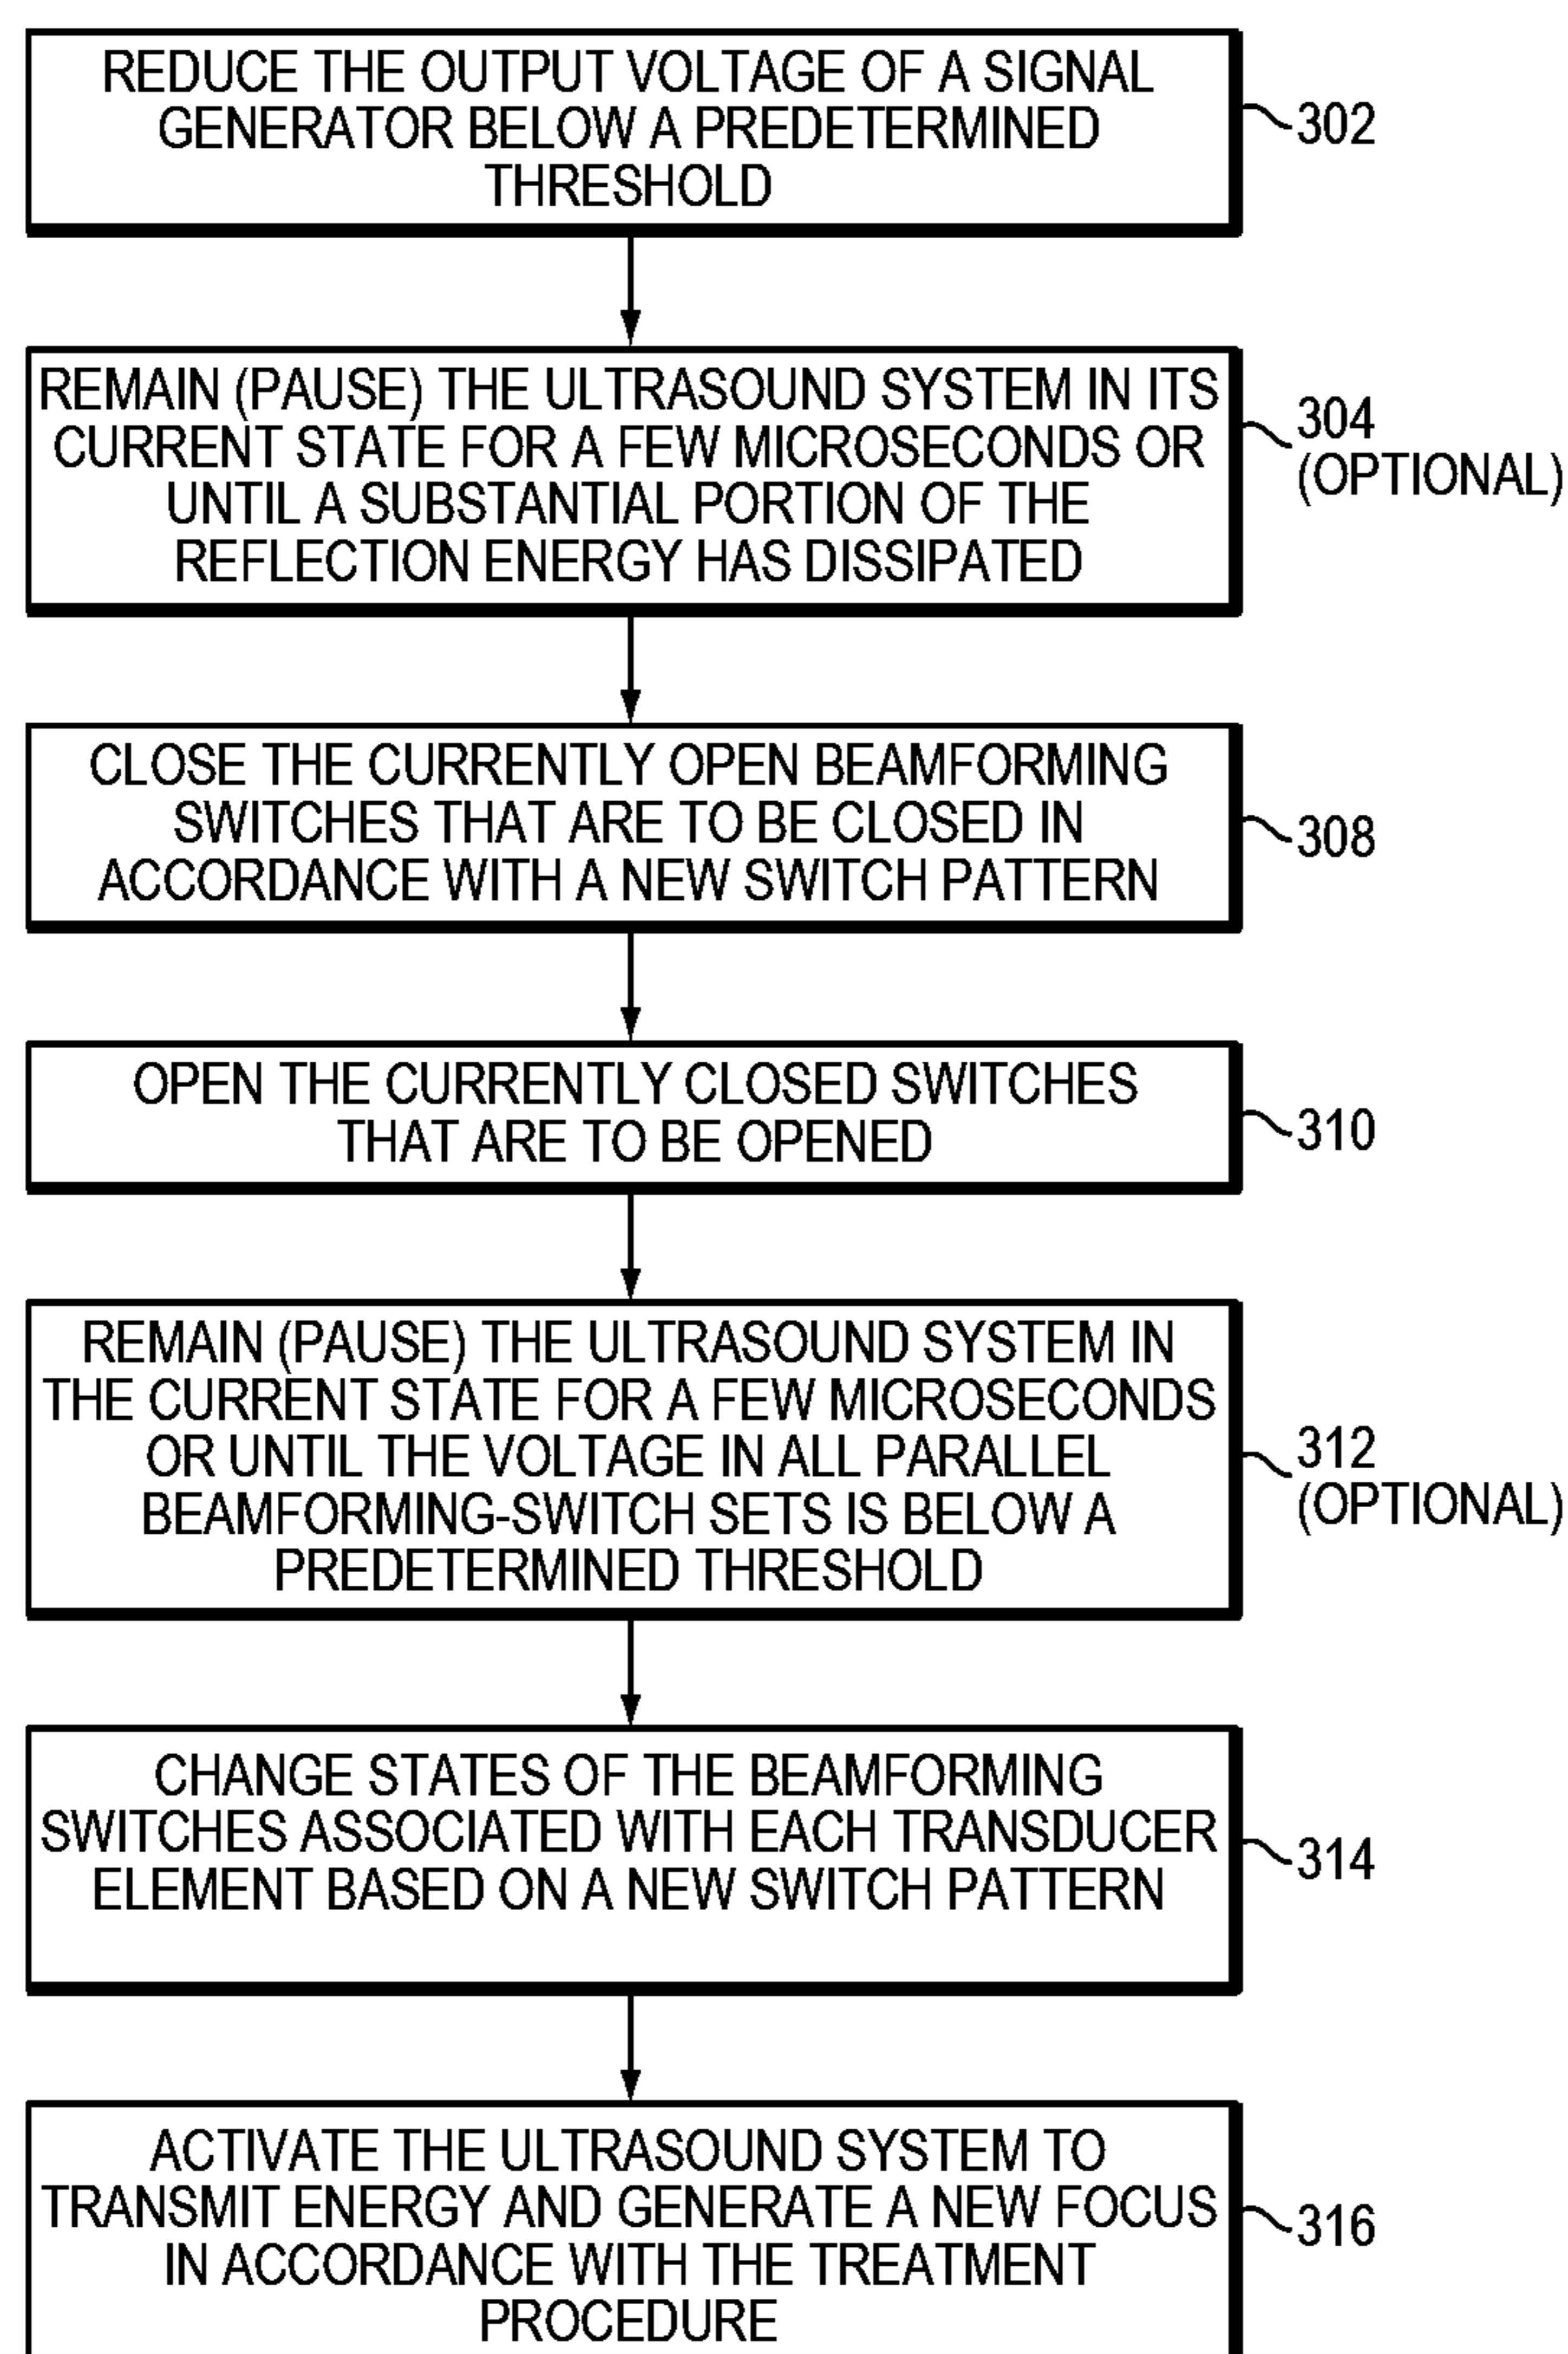 REDUCE THE OUTPUT VOLTAGE OF A SIGNAL
GENERATOR BELOW A PREDETERMINED
THRESHOLD
302
REMAIN (PAUSE) THE ULTRASOUND SYSTEM IN ITS
CURRENT STATE FOR A FEW MICROSECONDS OR
UNTIL A SUBSTANTIAL PORTION OF THE
REFLECTION ENERGY HAS DISSIPATED
304
(OPTIONAL)
CLOSE THE CURRENTLY OPEN BEAMFORMING
SWITCHES THAT ARE TO BE CLOSED IN
ACCORDANCE WITH A NEW SWITCH PATTERN
308
OPEN THE CURRENTLY CLOSED SWITCHES
THAT ARE TO BE OPENED
310
REMAIN (PAUSE) THE ULTRASOUND SYSTEM IN
THE CURRENT STATE FOR A FEW MICROSECONDS
OR UNTIL THE VOLTAGE IN ALL PARALLEL
BEAMFORMING-SWITCH SETS IS BELOW A
PREDETERMINED THRESHOLD
312
(OPTIONAL)
CHANGE STATES OF THE BEAMFORMING
SWITCHES ASSOCIATED WITH EACH TRANSDUCER
ELEMENT BASED ON A NEW SWITCH PATTERN
314
ACTIVATE THE ULTRASOUND SYSTEM TO
TRANSMIT ENERGY AND GENERATE A NEW FOCUS
IN ACCORDANCE WITH THE TREATMENT
PROCEDURE
316